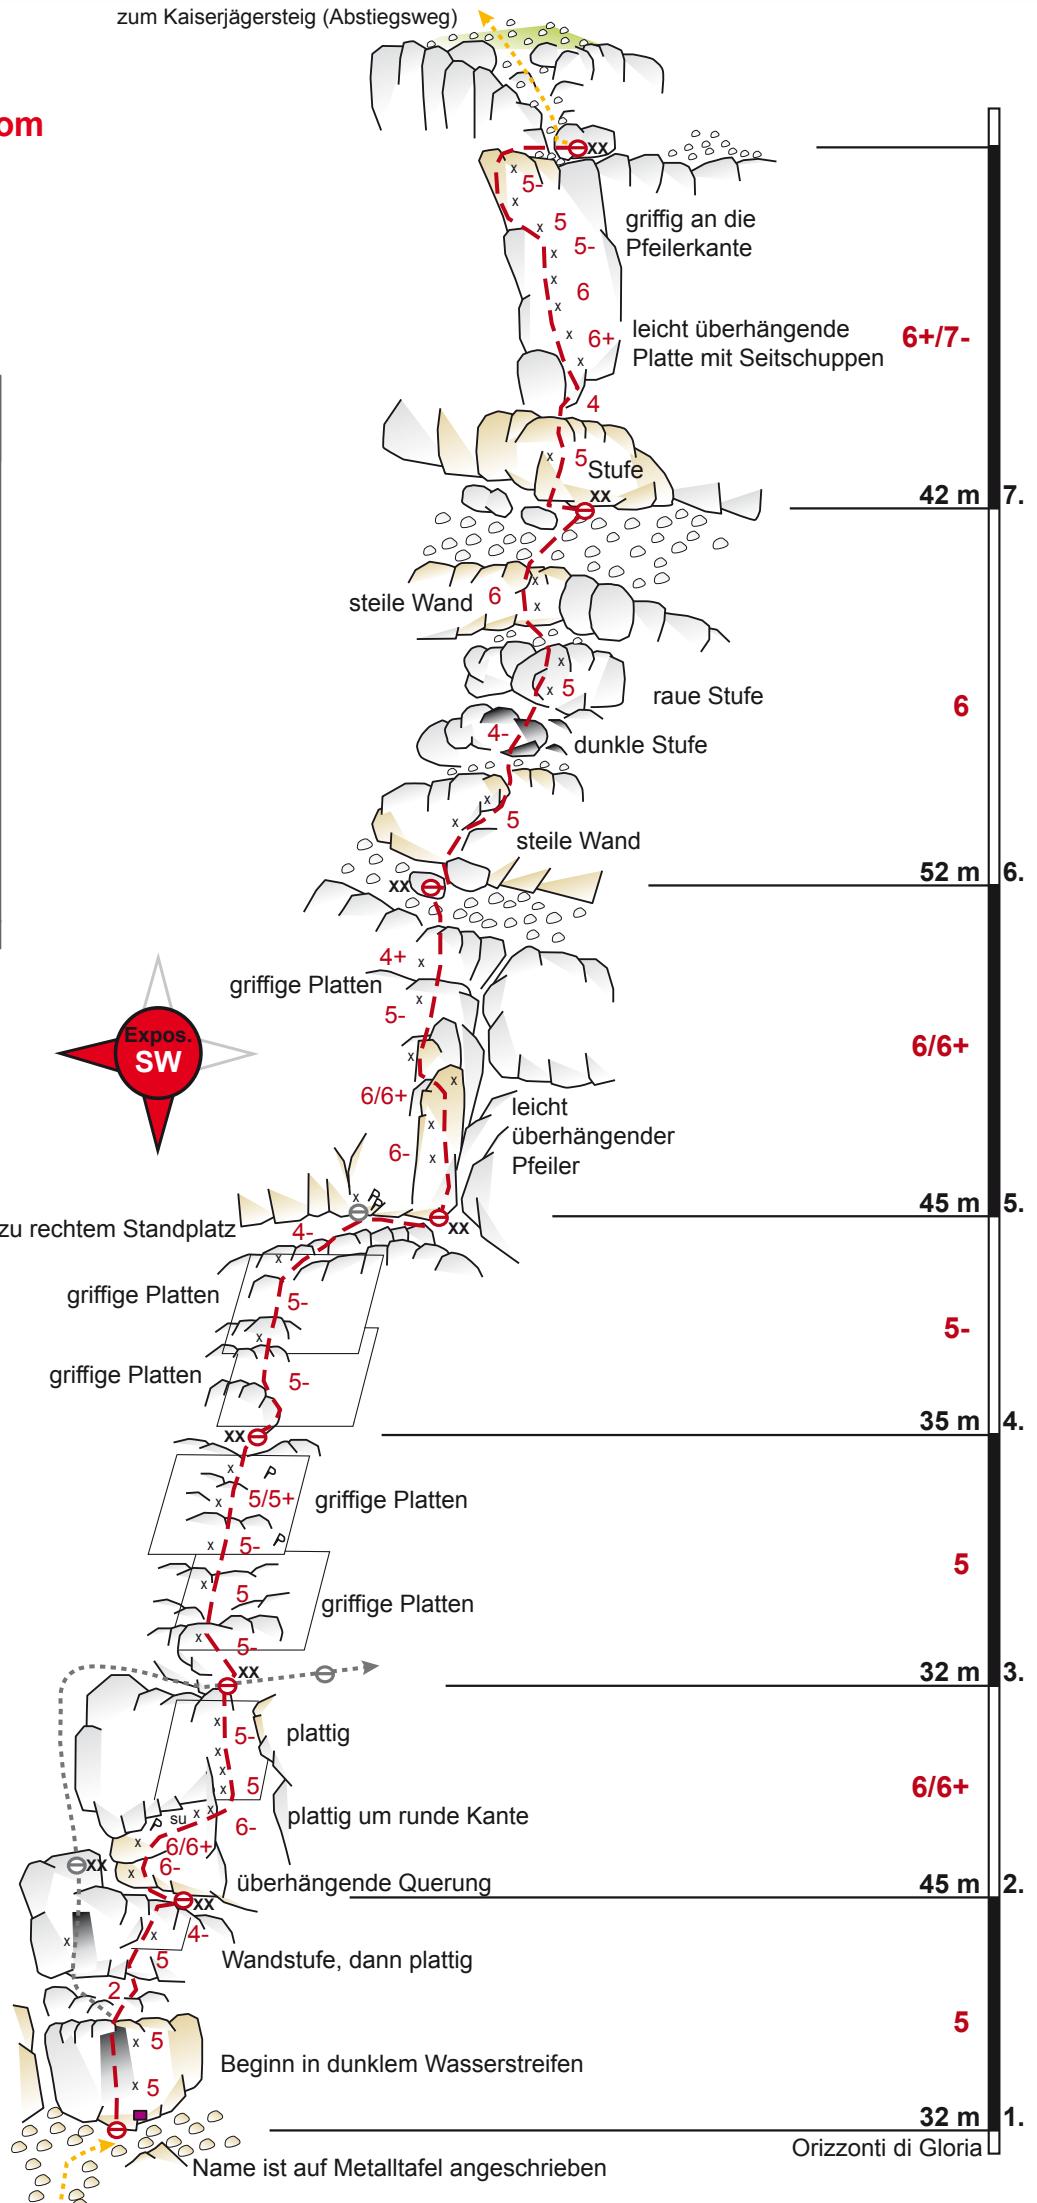 zum Kaiserjägersteig (Abstiegsweg)
om
xx
5-
5
griffig an die
Pfeilerkante
5-
6
6+
leicht überhängende
Platte mit Seitschuppen
6+/7-
4
5
Stufe
xx
42 m
7.
steile Wand
6
5
raue Stufe
6
4-
dunkle Stufe
5
steile Wand
52 m
6.
xx
4+
griffige Platten
5-
Expos.
SW
6/6+
6/6+
leicht
überhängender
Pfeiler
6-
45 m
5.
xx
zu rechtem Standplatz
4-
griffige Platten
5-
5-
griffige Platten
5-
35 m
4.
xx
5/5+
griffige Platten
5-
5
5
griffige Platten
5-
xx
32 m
3.
5-
plattig
5
6/6+
su
6-
plattig um runde Kante
6/6+
xx
6-
überhängende Querung
45 m
2.
xx
4-
5
Wandstufe, dann plattig
2
5
5
Beginn in dunklem Wasserstreifen
5
32 m
1.
Orizzonti di Gloria
Name ist auf Metalltafel angeschrieben